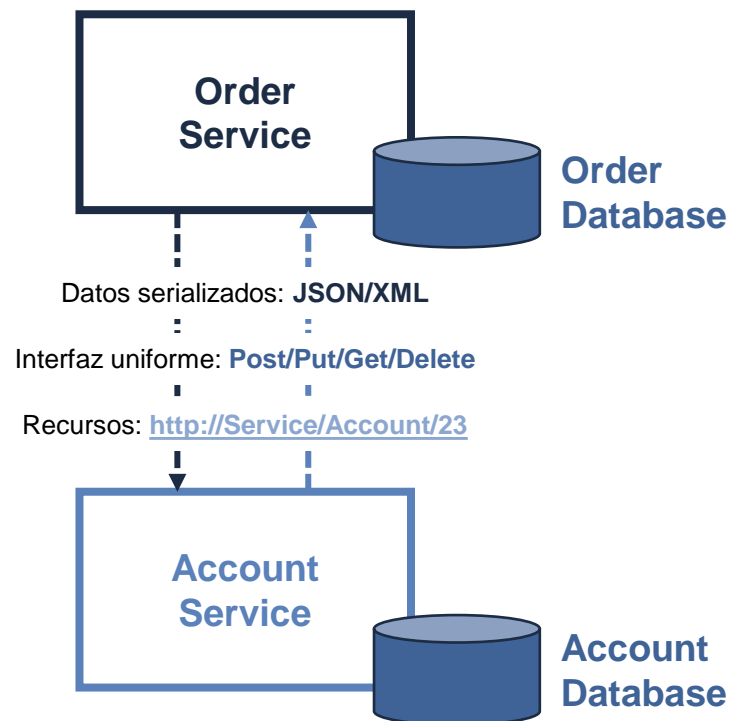 Order
Service
Order
Database
Datos serializados: JSON/XML
Interfaz uniforme: Post/Put/Get/Delete
Recursos: http://Service/Account/23
Account
Service
Account
Database